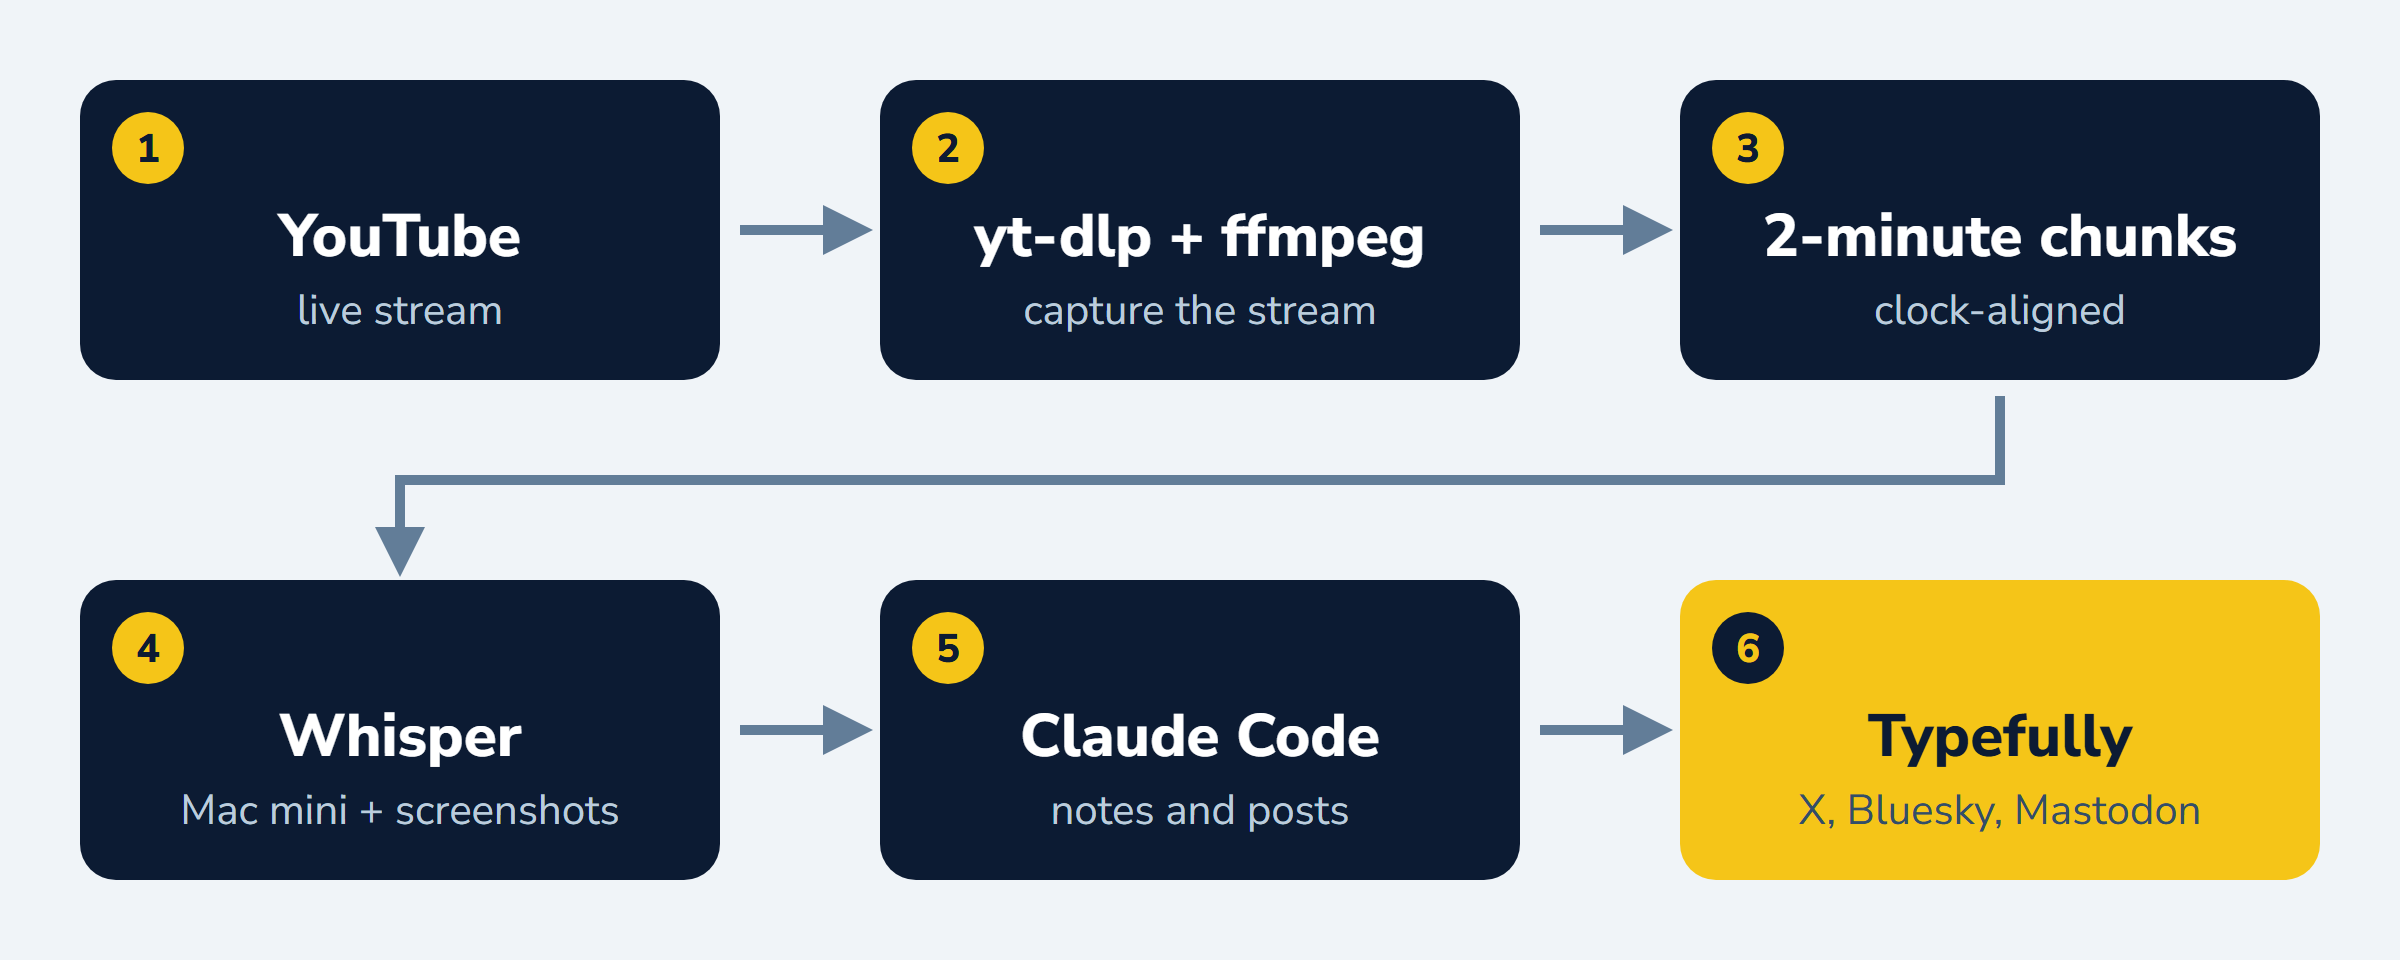 1
YouTube
live stream
2
yt-dlp + ffmpeg
capture the stream
3
2-minute chunks
clock-aligned
4
Whisper
Mac mini + screenshots
5
Claude Code
notes and posts
6
Typefully
X, Bluesky, Mastodon